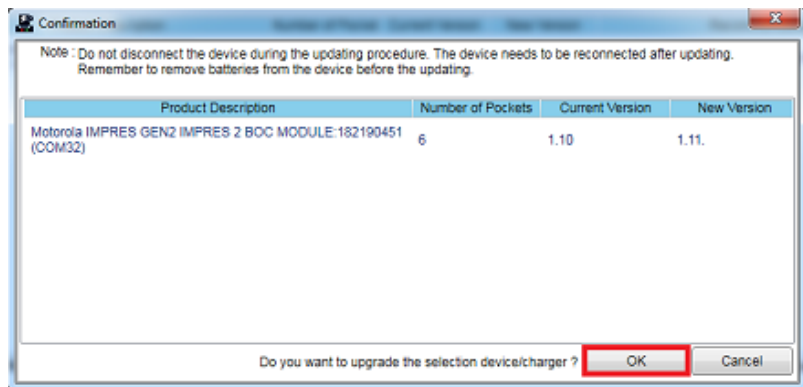 Confirmation
Note : Do not disconnect the device during the updating procedure. The device needs to be reconnected after updating.
Remember to remove batteries from the device before the updating.
Product Description Number of Pockets Current Version New Version
Motorola IMPRES GEN2 IMPRES 2 BOC MODULE:182190451 6 1.10 1.11.
(COM32)
Do you want to upgrade the selection device/charger ? OK Cancel